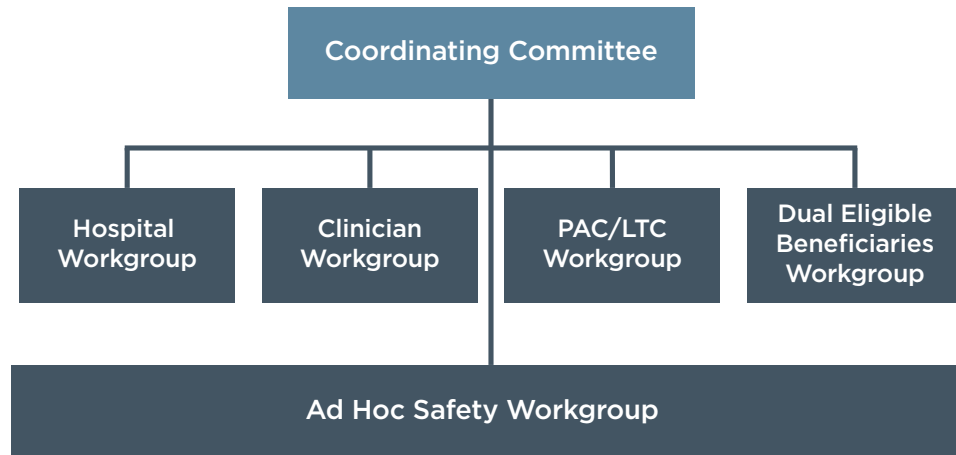 Coordinating Committee
Hospital
Workgroup
Clinician
Workgroup
PAC/LTC
Workgroup
Dual Eligible
Beneficiaries
Workgroup
Ad Hoc Safety Workgroup